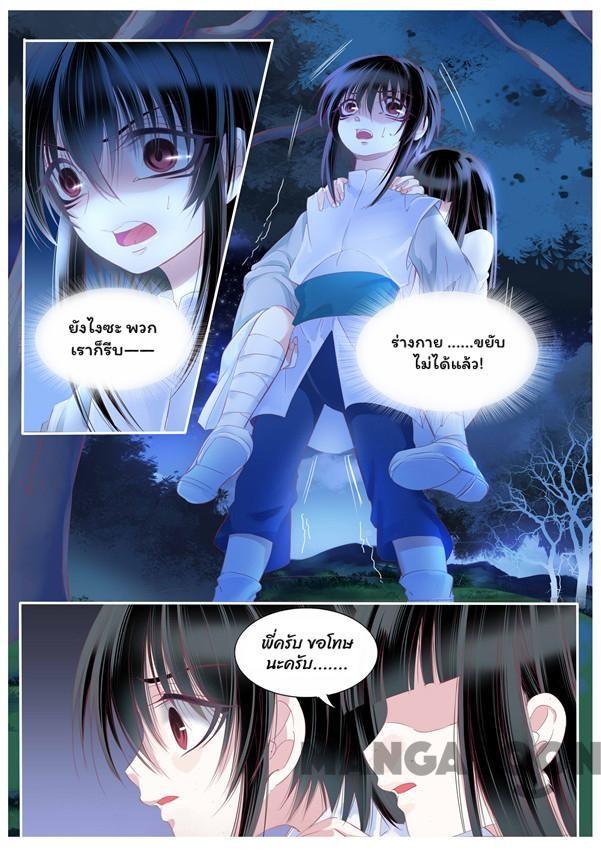 ยังไงซะ พวก
เราก็รีบ——
ร่างกาย ......ขยับ
ไม่ได้แล้ว!
พี่ครับ ขอโทษ
นะครับ.......